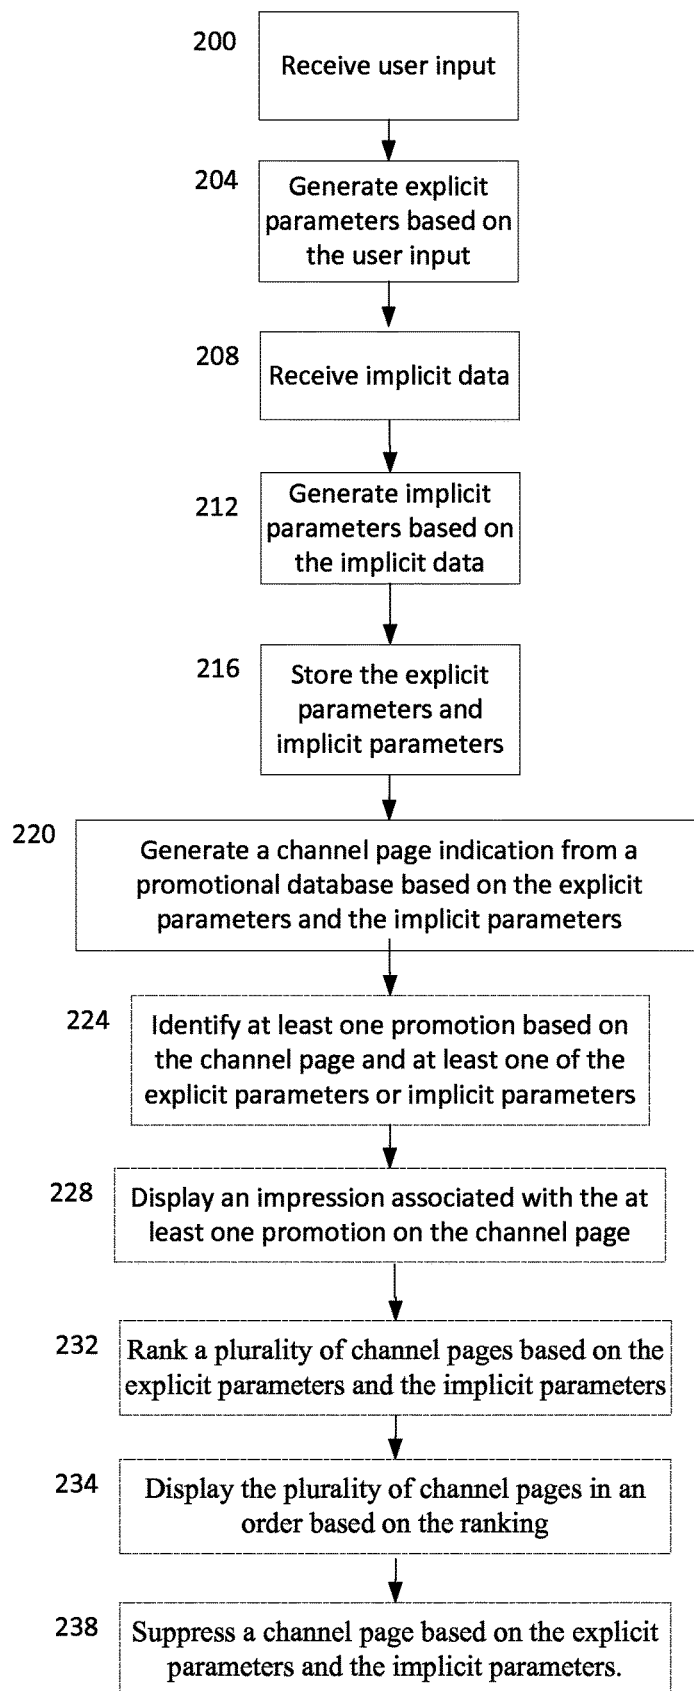 200
Receive user input
204
Generate explicit
parameters based on
the user input
208
Receive implicit data
212
Generate implicit
parameters based on
the implicit data
216
Store the explicit
parameters and
implicit parameters
220
Generate a channel page indication from a
promotional database based on the explicit
parameters and the implicit parameters
224
Identify at least one promotion based on
the channel page and at least one of the
explicit parameters or implicit parameters
228
Display an impression associated with the at
least one promotion on the channel page
232
Rank a plurality of channel pages based on the
explicit parameters and the implicit parameters
234
Display the plurality of channel pages in an
order based on the ranking
238
Suppress a channel page based on the explicit
parameters and the implicit parameters.